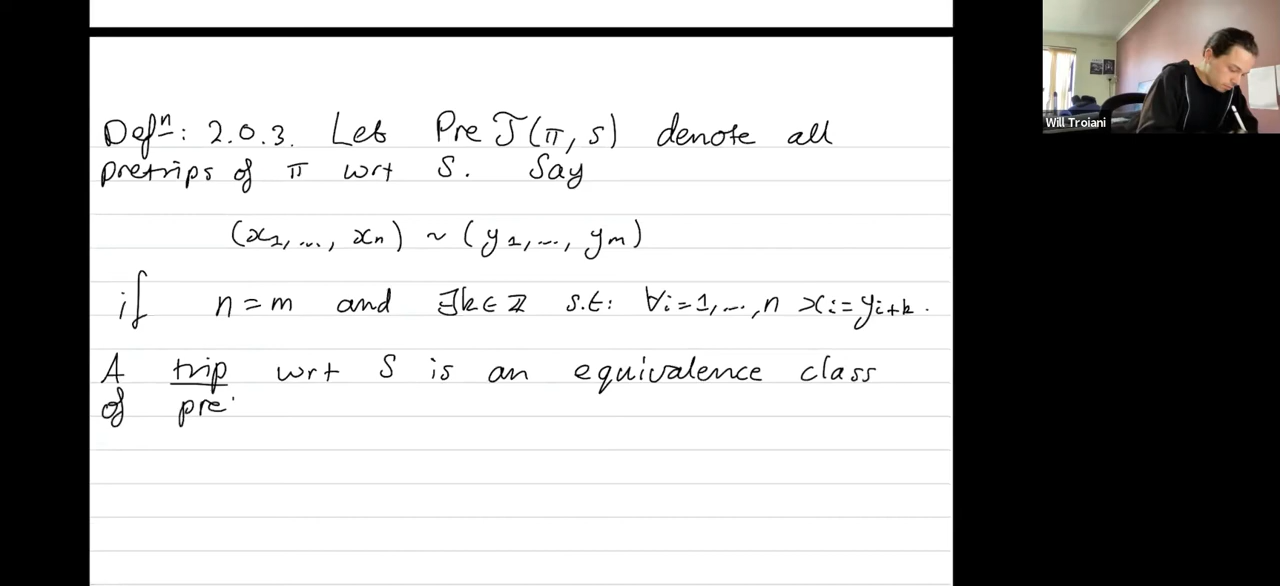 Defⁿ: 2.0.3. Let Pre𝒯(π, S) denote all
pretrips of π wrt S. Say
(x₁, ..., xₙ) ~ (y₁, ..., yₘ)
if n = m and ∃k∈ℤ s.t: ∀i=1,...,n xᵢ=yᵢ₊ₖ.
A trip wrt S is an equivalence class
of pre
Will Troiani